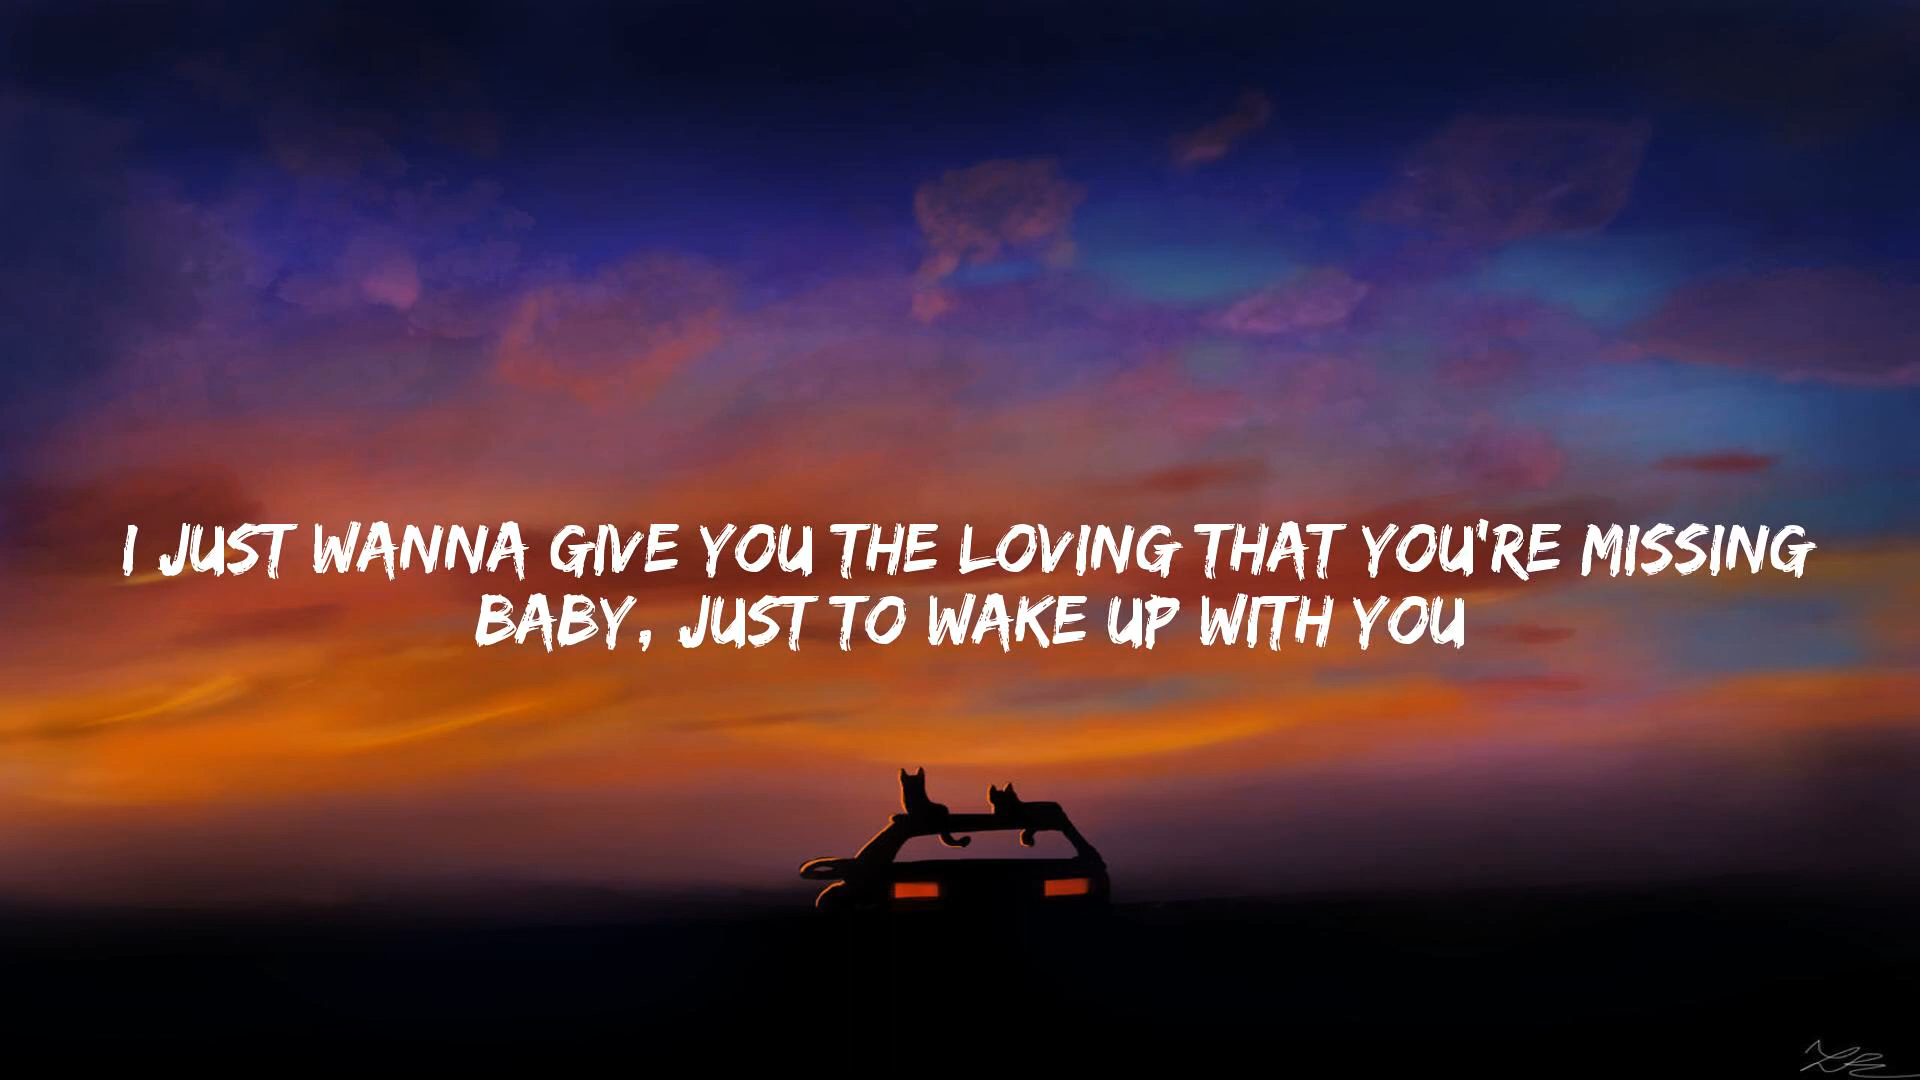 I JUST WANNA GIVE YOU THE LOVING THAT YOU'RE MISSING
BABY, JUST TO WAKE UP WITH YOU